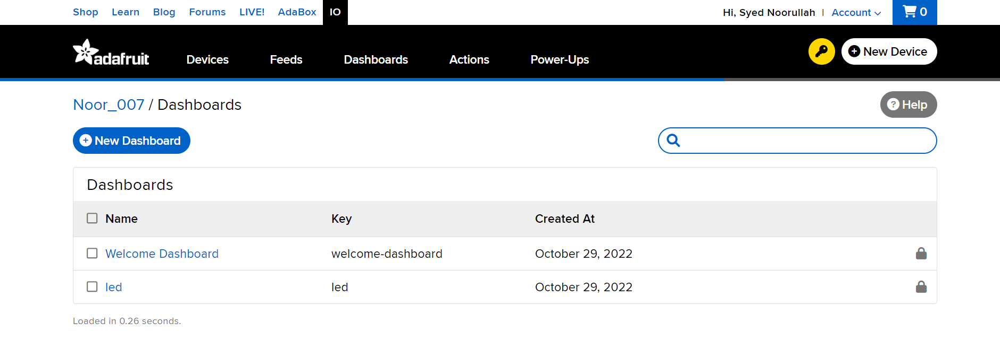 Shop Learn Blog Forums LIVE! AdaBox IO Hi, Syed Noorullah | Account 0
adafruit Devices Feeds Dashboards Actions Power-Ups New Device
Noor_007 / Dashboards Help
New Dashboard
Dashboards
Name Key Created At
Welcome Dashboard welcome-dashboard October 29, 2022
led led October 29, 2022
Loaded in 0.26 seconds.